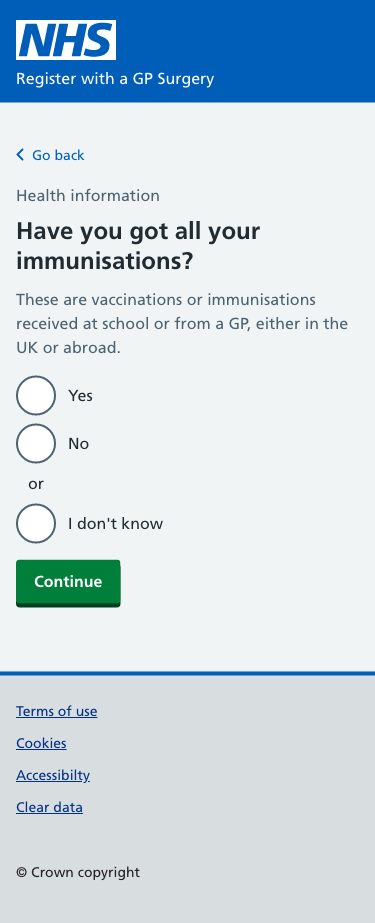 NHS
Register with a GP Surgery
Go back
Health information
Have you got all your
immunisations?
These are vaccinations or immunisations
received at school or from a GP, either in the
UK or abroad.
Yes
No
or
I don't know
Continue
Terms of use
Cookies
Accessibilty
Clear data
© Crown copyright